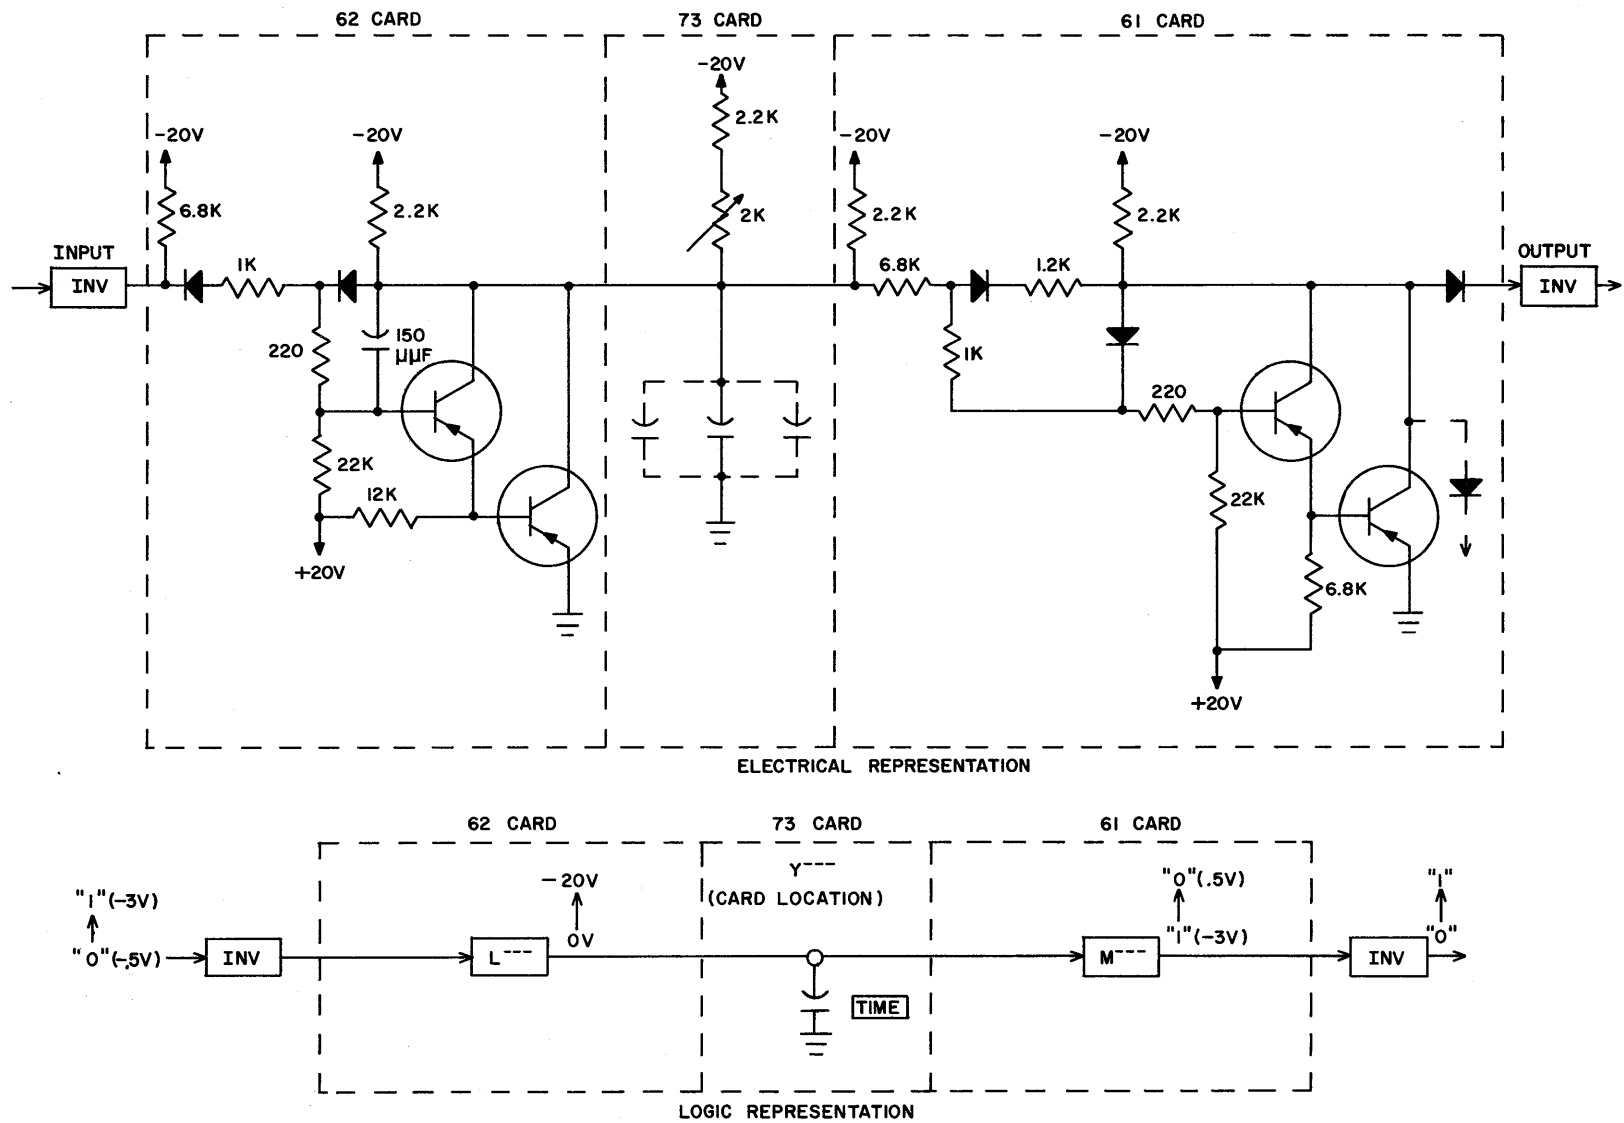 62 CARD
73 CARD
61 CARD
-20V
2.2K
2K
-20V
6.8K
-20V
2.2K
-20V
2.2K
-20V
2.2K
INPUT
INV
1K
6.8K
1.2K
OUTPUT
INV
220
150
µµF
1K
220
22K
12K
+20V
22K
6.8K
+20V
ELECTRICAL REPRESENTATION
62 CARD
73 CARD
61 CARD
Y---
(CARD LOCATION)
"1" (-3V)
"0" (-.5V)
INV
-20V
0V
L---
TIME
"0" (.5V)
"1" (-3V)
M---
"1"
"0"
INV
LOGIC REPRESENTATION